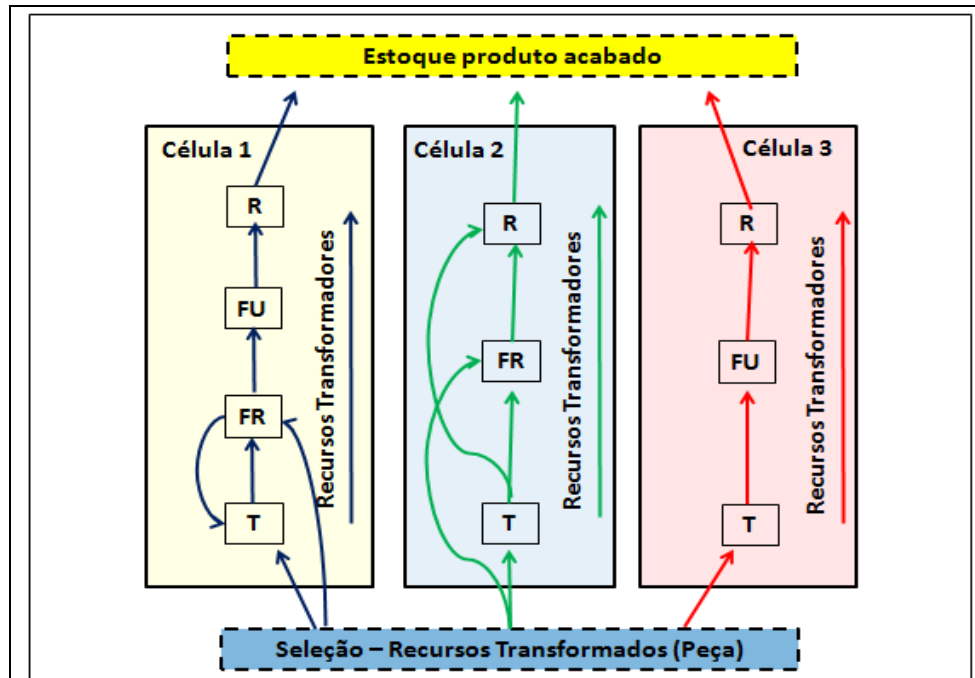 Estoque produto acabado
Célula 1
R
FU
FR
T
Recursos Transformadores
Célula 2
R
FR
T
Recursos Transformadores
Célula 3
R
FU
T
Recursos Transformadores
Seleção – Recursos Transformados (Peça)